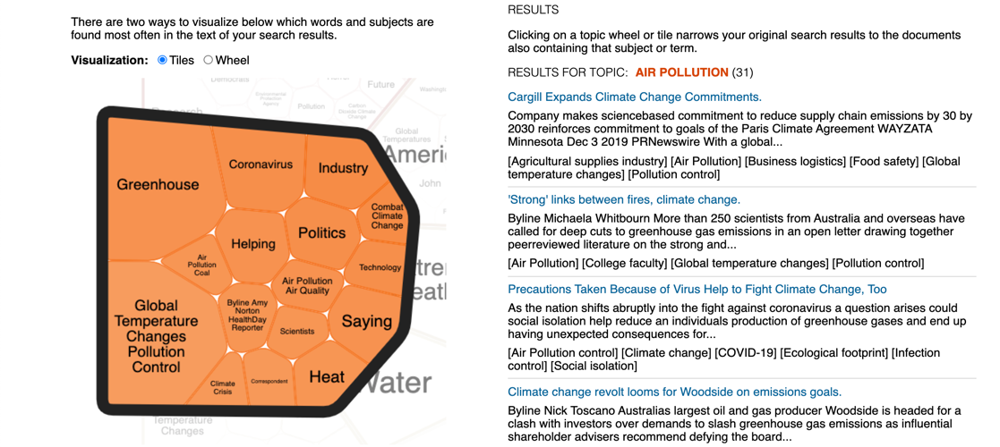 There are two ways to visualize below which words and subjects are
found most often in the text of your search results.
Visualization: Tiles Wheel
Democrats
Future
Washington
Environmental
Protection
Agency
Pollution
Carbon
Dioxide Climate
Change
Research
Global
Temperatures
Ameri
John
Water
Temperature
Changes
Greenhouse
Coronavirus
Industry
Combat
Climate
Change
Politics
Helping
Air
Pollution
Coal
Technology
Air Pollution
Air Quality
Global
Temperature
Changes
Pollution
Control
Byline Amy
Norton
HealthDay
Reporter
Scientists
Saying
Climate
Crisis
Correspondent
Heat
RESULTS
Clicking on a topic wheel or tile narrows your original search results to the documents
also containing that subject or term.
RESULTS FOR TOPIC: AIR POLLUTION (31)
Cargill Expands Climate Change Commitments.
Company makes sciencebased commitment to reduce supply chain emissions by 30 by
2030 reinforces commitment to goals of the Paris Climate Agreement WAYZATA
Minnesota Dec 3 2019 PRNewswire With a global...
[Agricultural supplies industry] [Air Pollution] [Business logistics] [Food safety] [Global
temperature changes] [Pollution control]
'Strong' links between fires, climate change.
Byline Michaela Whitbourn More than 250 scientists from Australia and overseas have
called for deep cuts to greenhouse gas emissions in an open letter drawing together
peerreviewed literature on the strong and...
[Air Pollution] [College faculty] [Global temperature changes] [Pollution control]
Precautions Taken Because of Virus Help to Fight Climate Change, Too
As the nation shifts abruptly into the fight against coronavirus a question arises could
social isolation help reduce an individuals production of greenhouse gases and end up
having unexpected consequences for...
[Air Pollution control] [Climate change] [COVID-19] [Ecological footprint] [Infection
control] [Social isolation]
Climate change revolt looms for Woodside on emissions goals.
Byline Nick Toscano Australias largest oil and gas producer Woodside is headed for a
clash with investors over demands to slash greenhouse gas emissions as influential
shareholder advisers recommend defying the board...